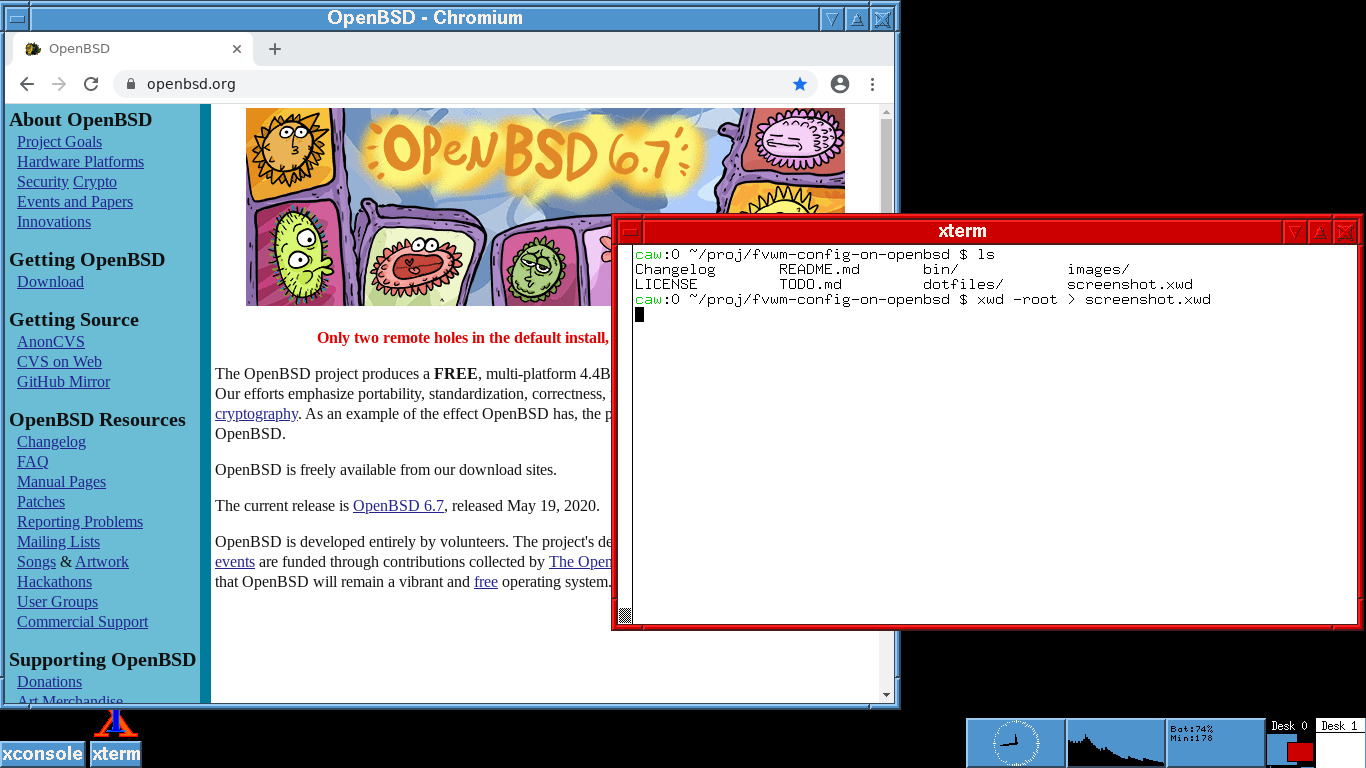 OpenBSD - Chromium
OpenBSD
openbsd.org
About OpenBSD
Project Goals
Hardware Platforms
Security Crypto
Events and Papers
Innovations
Getting OpenBSD
Download
Getting Source
AnonCVS
CVS on Web
GitHub Mirror
OpenBSD Resources
Changelog
FAQ
Manual Pages
Patches
Reporting Problems
Mailing Lists
Songs & Artwork
Hackathons
User Groups
Commercial Support
Supporting OpenBSD
Donations
Art Merchandise
OPEN BSD 6.7
Only two remote holes in the default install,
The OpenBSD project produces a FREE, multi-platform 4.4B
Our efforts emphasize portability, standardization, correctness,
cryptography. As an example of the effect OpenBSD has, the p
OpenBSD.
OpenBSD is freely available from our download sites.
The current release is OpenBSD 6.7, released May 19, 2020.
OpenBSD is developed entirely by volunteers. The project's de
events are funded through contributions collected by The Open
that OpenBSD will remain a vibrant and free operating system.
xterm
caw:0 ~/proj/fvwm-config-on-openbsd $ ls
Changelog README.md bin/ images/
LICENSE TODO.md dotfiles/ screenshot.xwd
caw:0 ~/proj/fvwm-config-on-openbsd $ xwd -root > screenshot.xwd
xconsole
xterm
Bat:74%
Min:178
Desk 0
Desk 1